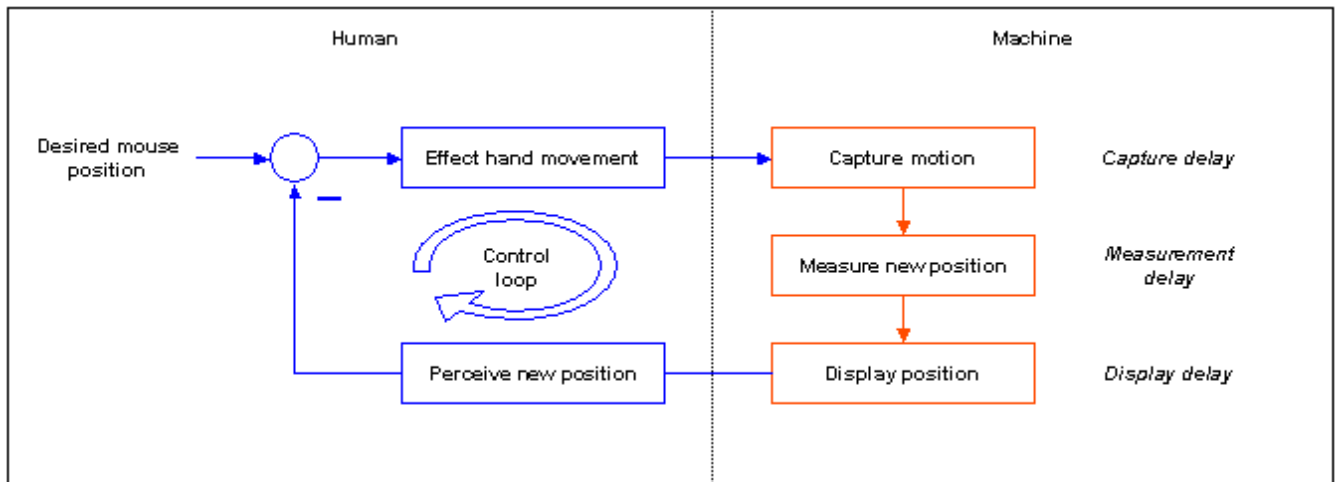 Human
Machine
Desired mouse
position
Effect hand movement
Capture motion
Capture delay
Control
loop
Measure new position
Measurement
delay
Perceive new position
Display position
Display delay